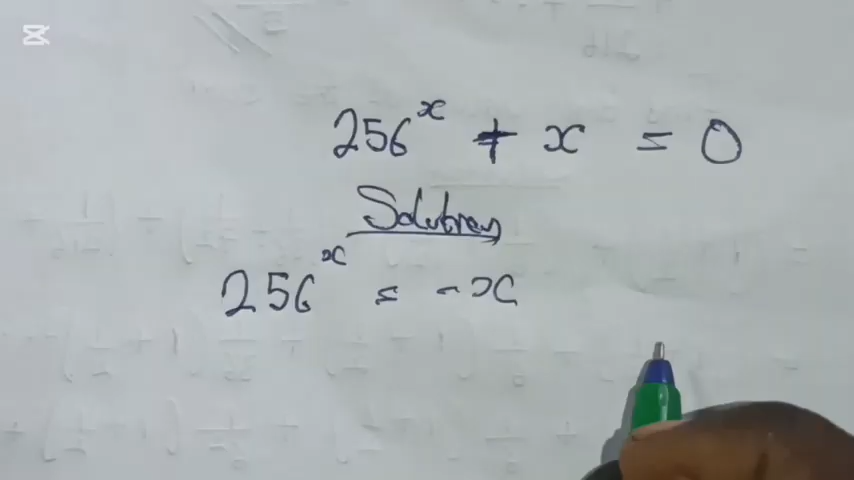 256^x + x = 0
Solution
256^x = -x